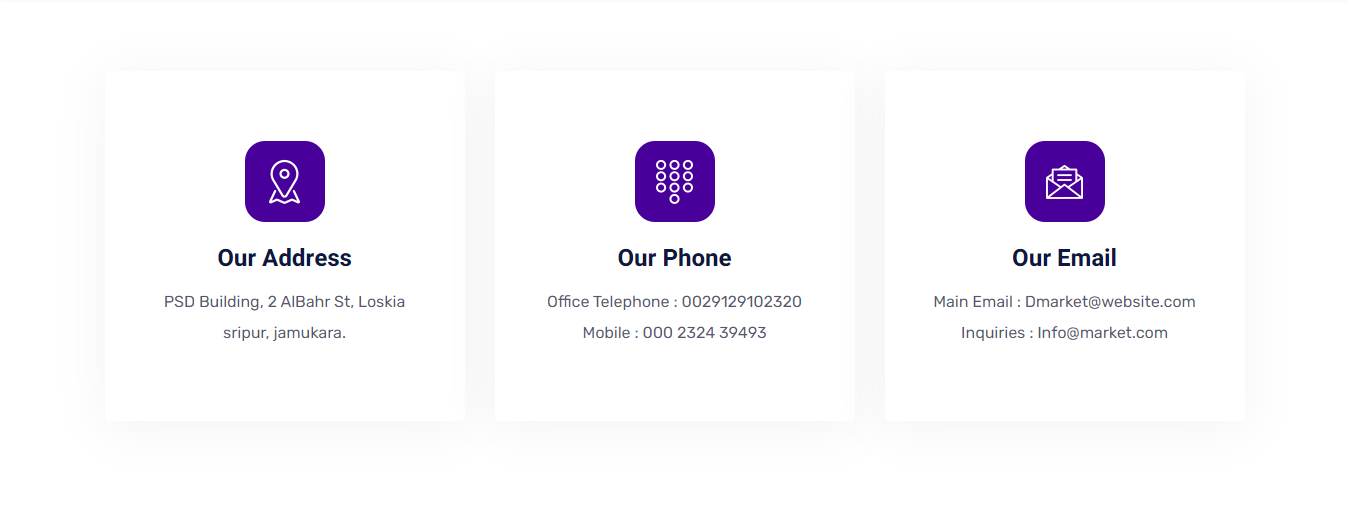 Our Address
PSD Building, 2 AlBahr St, Loskia
sripur, jamukara.
Our Phone
Office Telephone : 0029129102320
Mobile : 000 2324 39493
Our Email
Main Email : Dmarket@website.com
Inquiries : Info@market.com